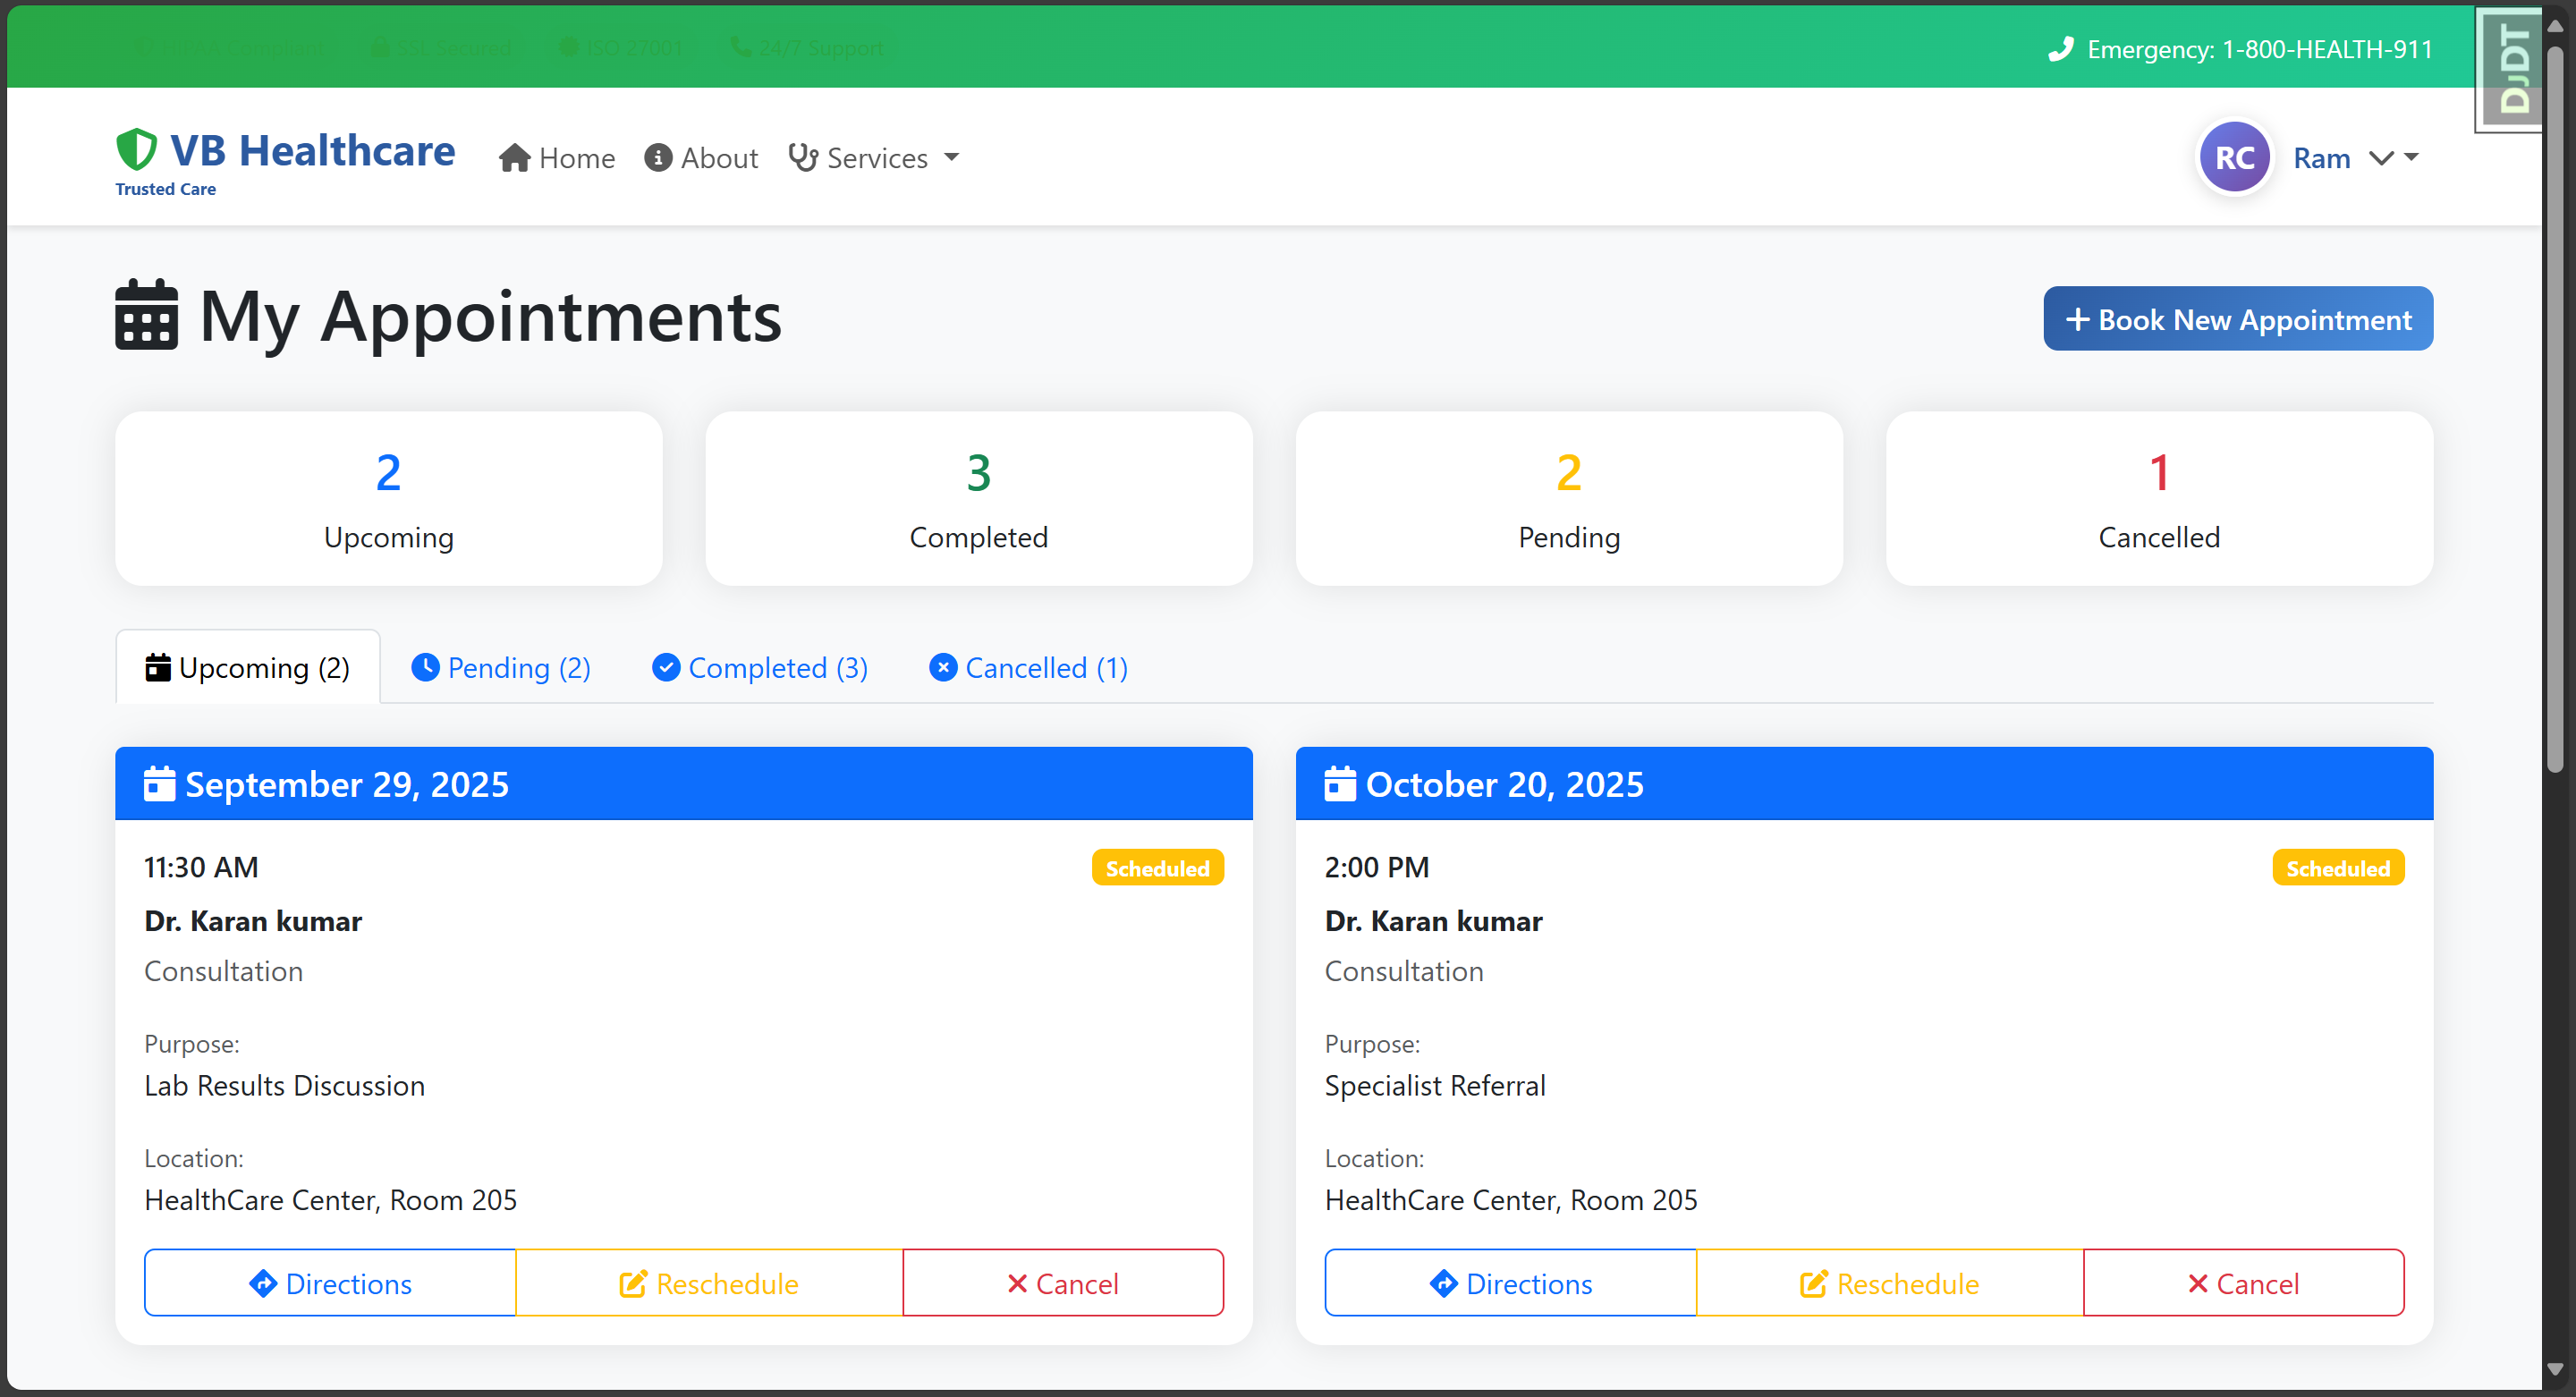 SSL Secured ISO 27001 24/7 Support
Emergency: 1-800-HEALTH-911
DJDT
VB Healthcare
Trusted Care
Home About Services
RC Ram
My Appointments
Book New Appointment
2
Upcoming
3
Completed
2
Pending
1
Cancelled
Upcoming (2) Pending (2) Completed (3) Cancelled (1)
September 29, 2025
11:30 AM Scheduled
Dr. Karan kumar
Consultation
Purpose:
Lab Results Discussion
Location:
HealthCare Center, Room 205
Directions Reschedule Cancel
October 20, 2025
2:00 PM Scheduled
Dr. Karan kumar
Consultation
Purpose:
Specialist Referral
Location:
HealthCare Center, Room 205
Directions Reschedule Cancel